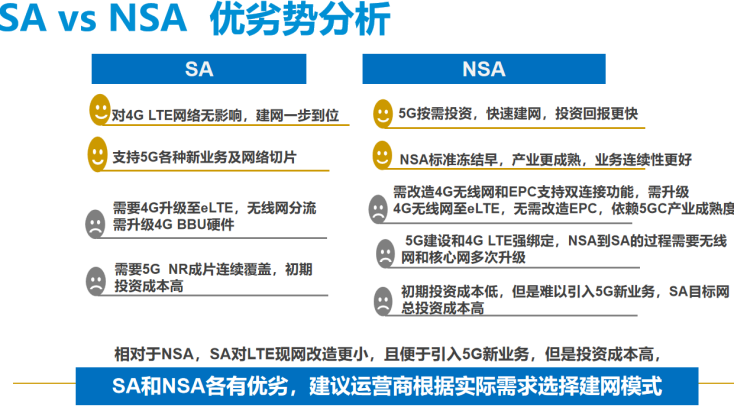 SA vs NSA 优劣势分析
SA
对4G LTE网络无影响，建网一步到位
支持5G各种新业务及网络切片
需要4G升级至eLTE，无线网分流
需升级4G BBU硬件
需要5G NR成片连续覆盖，初期
投资成本高
NSA
5G按需投资，快速建网，投资回报更快
NSA标准冻结早，产业更成熟，业务连续性更好
需改造4G无线网和EPC支持双连接功能，需升级
4G无线网至eLTE，无需改造EPC，依赖5GC产业成熟度
5G建设和4G LTE强绑定，NSA到SA的过程需要无线
网和核心网多次升级
初期投资成本低，但是难以引入5G新业务，SA目标网
总投资成本高
相对于NSA，SA对LTE现网改造更小，且便于引入5G新业务，但是投资成本高，
SA和NSA各有优劣，建议运营商根据实际需求选择建网模式